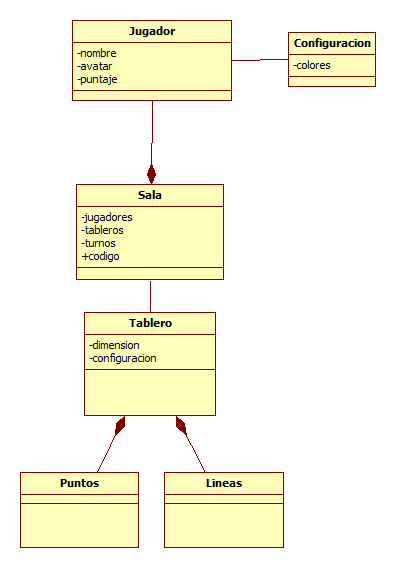 Jugador
-nombre
-avatar
-puntaje
Configuracion
-colores
Sala
-jugadores
-tableros
-turnos
+codigo
Tablero
-dimension
-configuracion
Puntos
Lineas